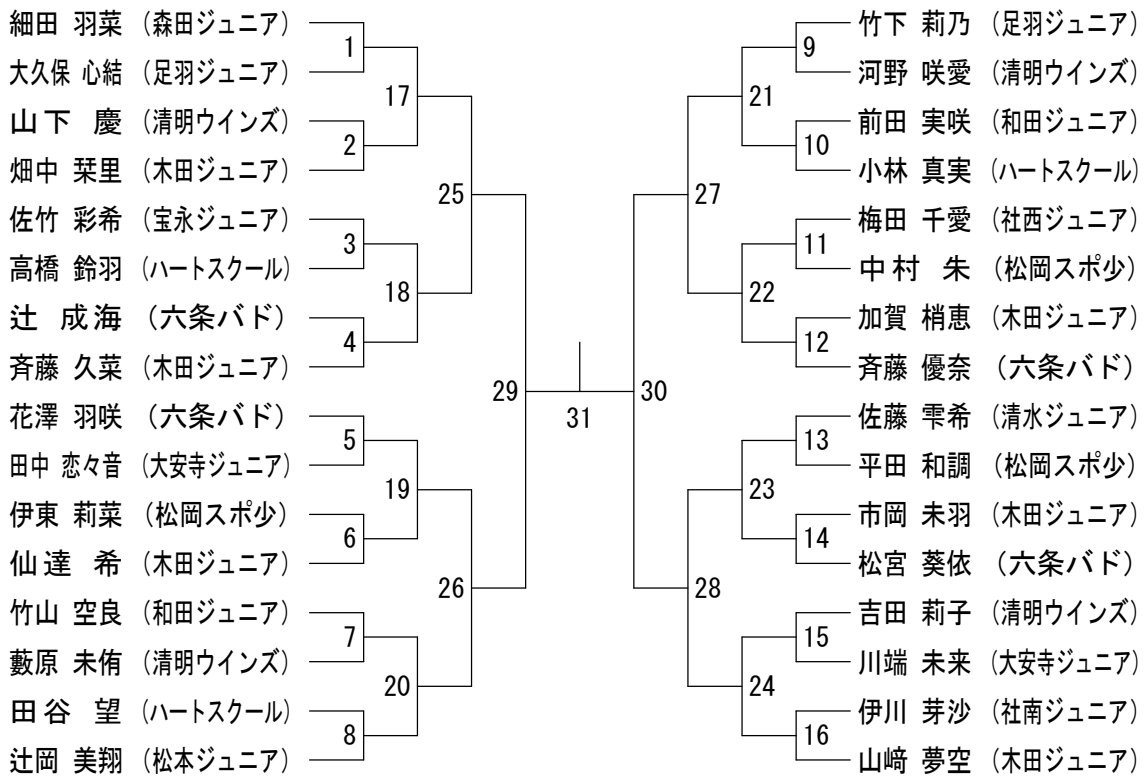 細田 羽菜 (森田ジュニア)
大久保 心結 (足羽ジュニア)
山下 慶 (清明ウインズ)
畑中 栞里 (木田ジュニア)
佐竹 彩希 (宝永ジュニア)
高橋 鈴羽 (ハートスクール)
辻 成海 (六条バド)
斉藤 久菜 (木田ジュニア)
花澤 羽咲 (六条バド)
田中 恋々音 (大安寺ジュニア)
伊東 莉菜 (松岡スポ少)
仙達 希 (木田ジュニア)
竹山 空良 (和田ジュニア)
藪原 未侑 (清明ウインズ)
田谷 望 (ハートスクール)
辻岡 美翔 (松本ジュニア)
1
2
3
4
5
6
7
8
17
18
19
20
25
26
29
31
30
27
28
21
22
23
24
9
10
11
12
13
14
15
16
竹下 莉乃 (足羽ジュニア)
河野 咲愛 (清明ウインズ)
前田 実咲 (和田ジュニア)
小林 真実 (ハートスクール)
梅田 千愛 (社西ジュニア)
中村 朱 (松岡スポ少)
加賀 梢恵 (木田ジュニア)
斉藤 優奈 (六条バド)
佐藤 雫希 (清水ジュニア)
平田 和調 (松岡スポ少)
市岡 未羽 (木田ジュニア)
松宮 葵依 (六条バド)
吉田 莉子 (清明ウインズ)
川端 未来 (大安寺ジュニア)
伊川 芽沙 (社南ジュニア)
山﨑 夢空 (木田ジュニア)